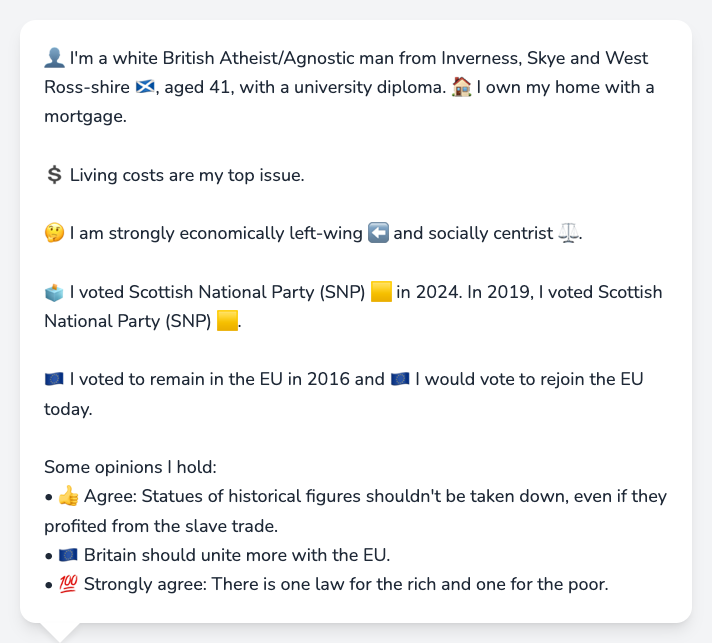 👤 I'm a white British Atheist/Agnostic man from Inverness, Skye and West
Ross-shire 🏴󠁧󠁢󠁳󠁣󠁴󠁿, aged 41, with a university diploma. 🏠 I own my home with a
mortgage.
💲 Living costs are my top issue.
🤔 I am strongly economically left-wing ⬅️ and socially centrist ⚖️.
🗳️ I voted Scottish National Party (SNP) 🟨 in 2024. In 2019, I voted Scottish
National Party (SNP) 🟨.
🇪🇺 I voted to remain in the EU in 2016 and 🇪🇺 I would vote to rejoin the EU
today.
Some opinions I hold:
• 👍 Agree: Statues of historical figures shouldn't be taken down, even if they
profited from the slave trade.
• 🇪🇺 Britain should unite more with the EU.
• 💯 Strongly agree: There is one law for the rich and one for the poor.